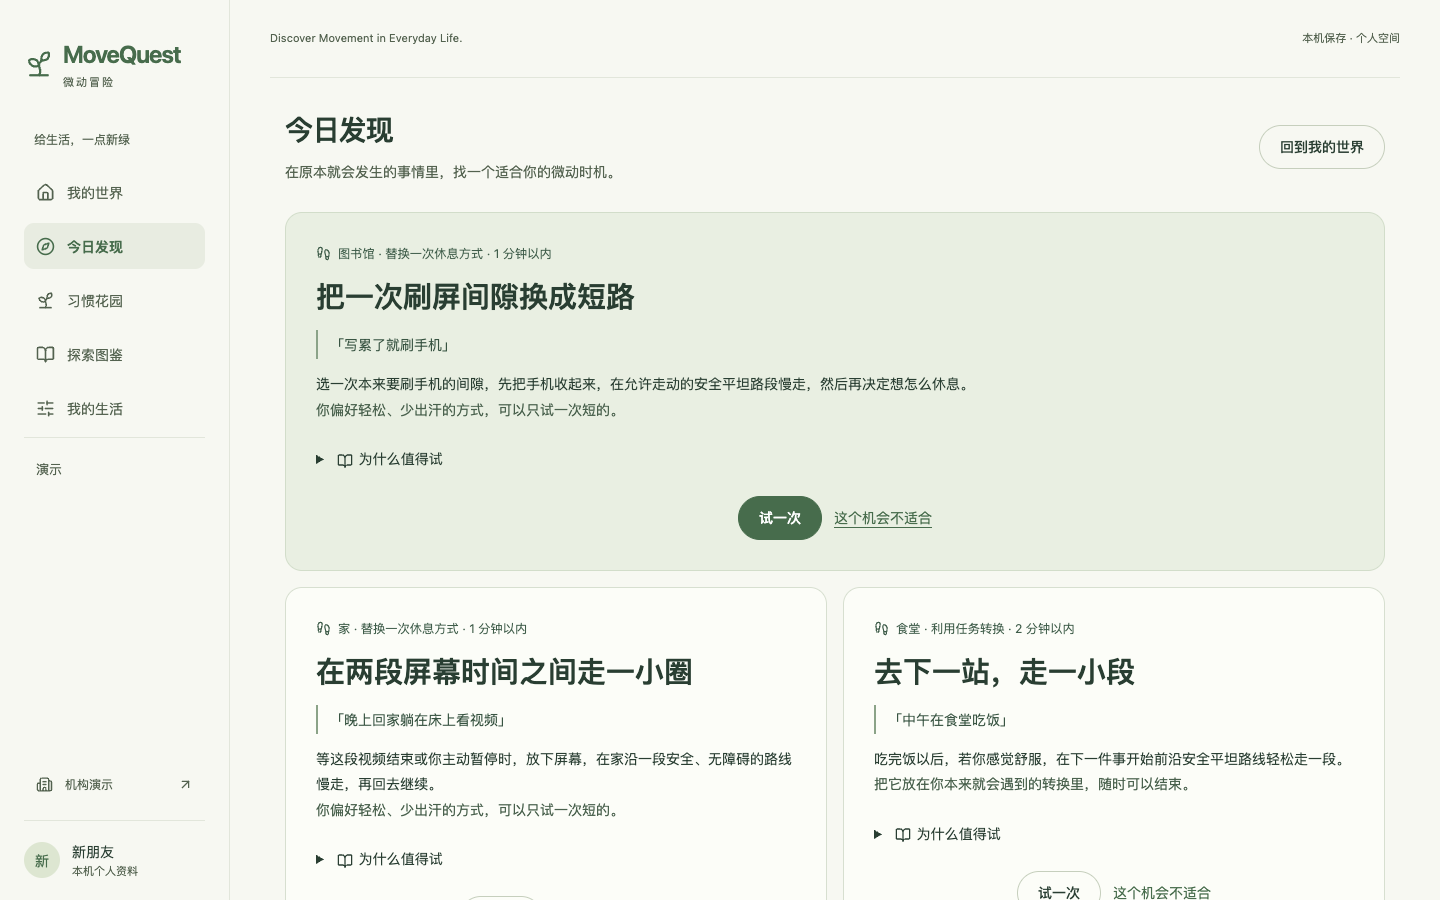 MoveQuest
微动冒险
给生活，一点新绿
我的世界
今日发现
习惯花园
探索图鉴
我的生活
演示
机构演示
新
新朋友
本机个人资料
Discover Movement in Everyday Life.
本机保存 · 个人空间
今日发现
在原本就会发生的事情里，找一个适合你的微动时机。
回到我的世界
图书馆 · 替换一次休息方式 · 1 分钟以内
把一次刷屏间隙换成短路
「写累了就刷手机」
选一次本来要刷手机的间隙，先把手机收起来，在允许走动的安全平坦路段慢走，然后再决定想怎么休息。
你偏好轻松、少出汗的方式，可以只试一次短的。
为什么值得试
试一次
这个机会不适合
家 · 替换一次休息方式 · 1 分钟以内
在两段屏幕时间之间走一小圈
「晚上回家躺在床上看视频」
等这段视频结束或你主动暂停时，放下屏幕，在家沿一段安全、无障碍的路线
慢走，再回去继续。
你偏好轻松、少出汗的方式，可以只试一次短的。
为什么值得试
食堂 · 利用任务转换 · 2 分钟以内
去下一站，走一小段
「中午在食堂吃饭」
吃完饭以后，若你感觉舒服，在下一件事开始前沿安全平坦路线轻松走一段。
把它放在你本来就会遇到的转换里，随时可以结束。
为什么值得试
试一次
这个机会不适合